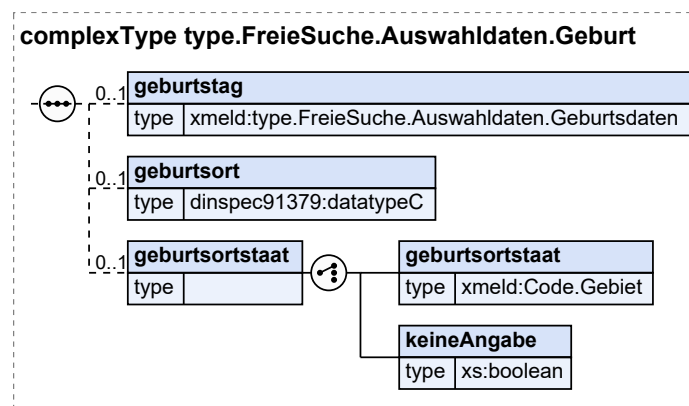 complexType type.FreieSuche.Auswahldaten.Geburt
0..1 geburtstag
type xmeld:type.FreieSuche.Auswahldaten.Geburtsdaten
0..1 geburtsort
type dinspec91379:datatypeC
0..1 geburtsortstaat geburtsortstaat
type type xmeld:Code.Gebiet
keineAngabe
type xs:boolean